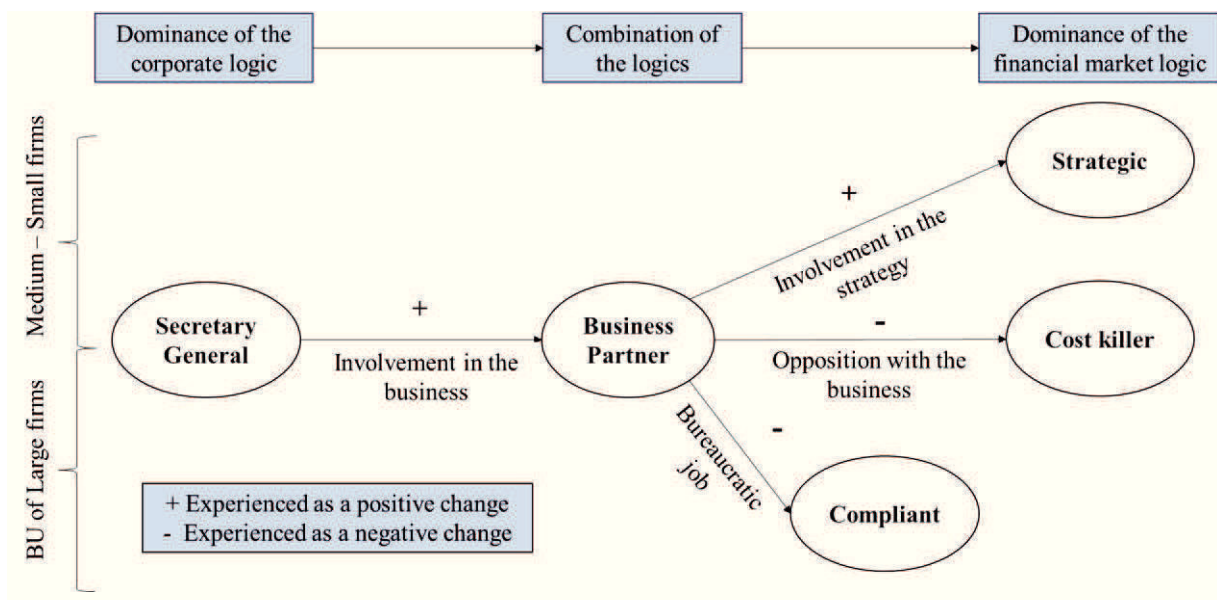 Dominance of the
corporate logic
Combination of
the logics
Dominance of the
financial market logic
Medium – Small firms
BU of Large firms
Strategic
+
Involvement in the
strategy
Secretary
General
+
Involvement in the
business
Business
Partner
-
Opposition with the
business
Cost killer
-
Bureaucratic
job
Compliant
+ Experienced as a positive change
- Experienced as a negative change